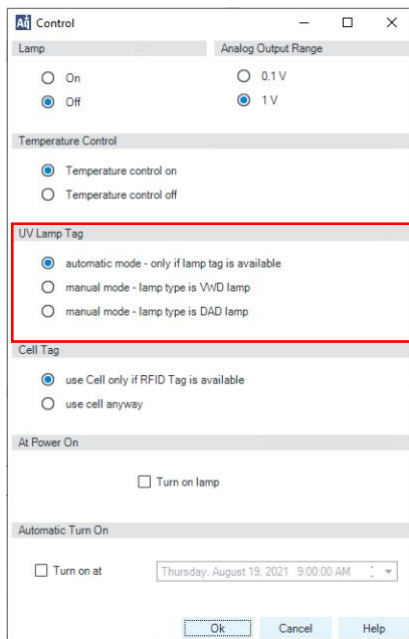 Control
Lamp
Analog Output Range
On
0.1 V
Off
1 V
Temperature Control
Temperature control on
Temperature control off
UV Lamp Tag
automatic mode - only if lamp tag is available
manual mode - lamp type is VWD lamp
manual mode - lamp type is DAD lamp
Cell Tag
use Cell only if RFID Tag is available
use cell anyway
At Power On
Turn on lamp
Automatic Turn On
Turn on at
Thursday, August 19, 2021 9:00:00 AM
Ok Cancel Help